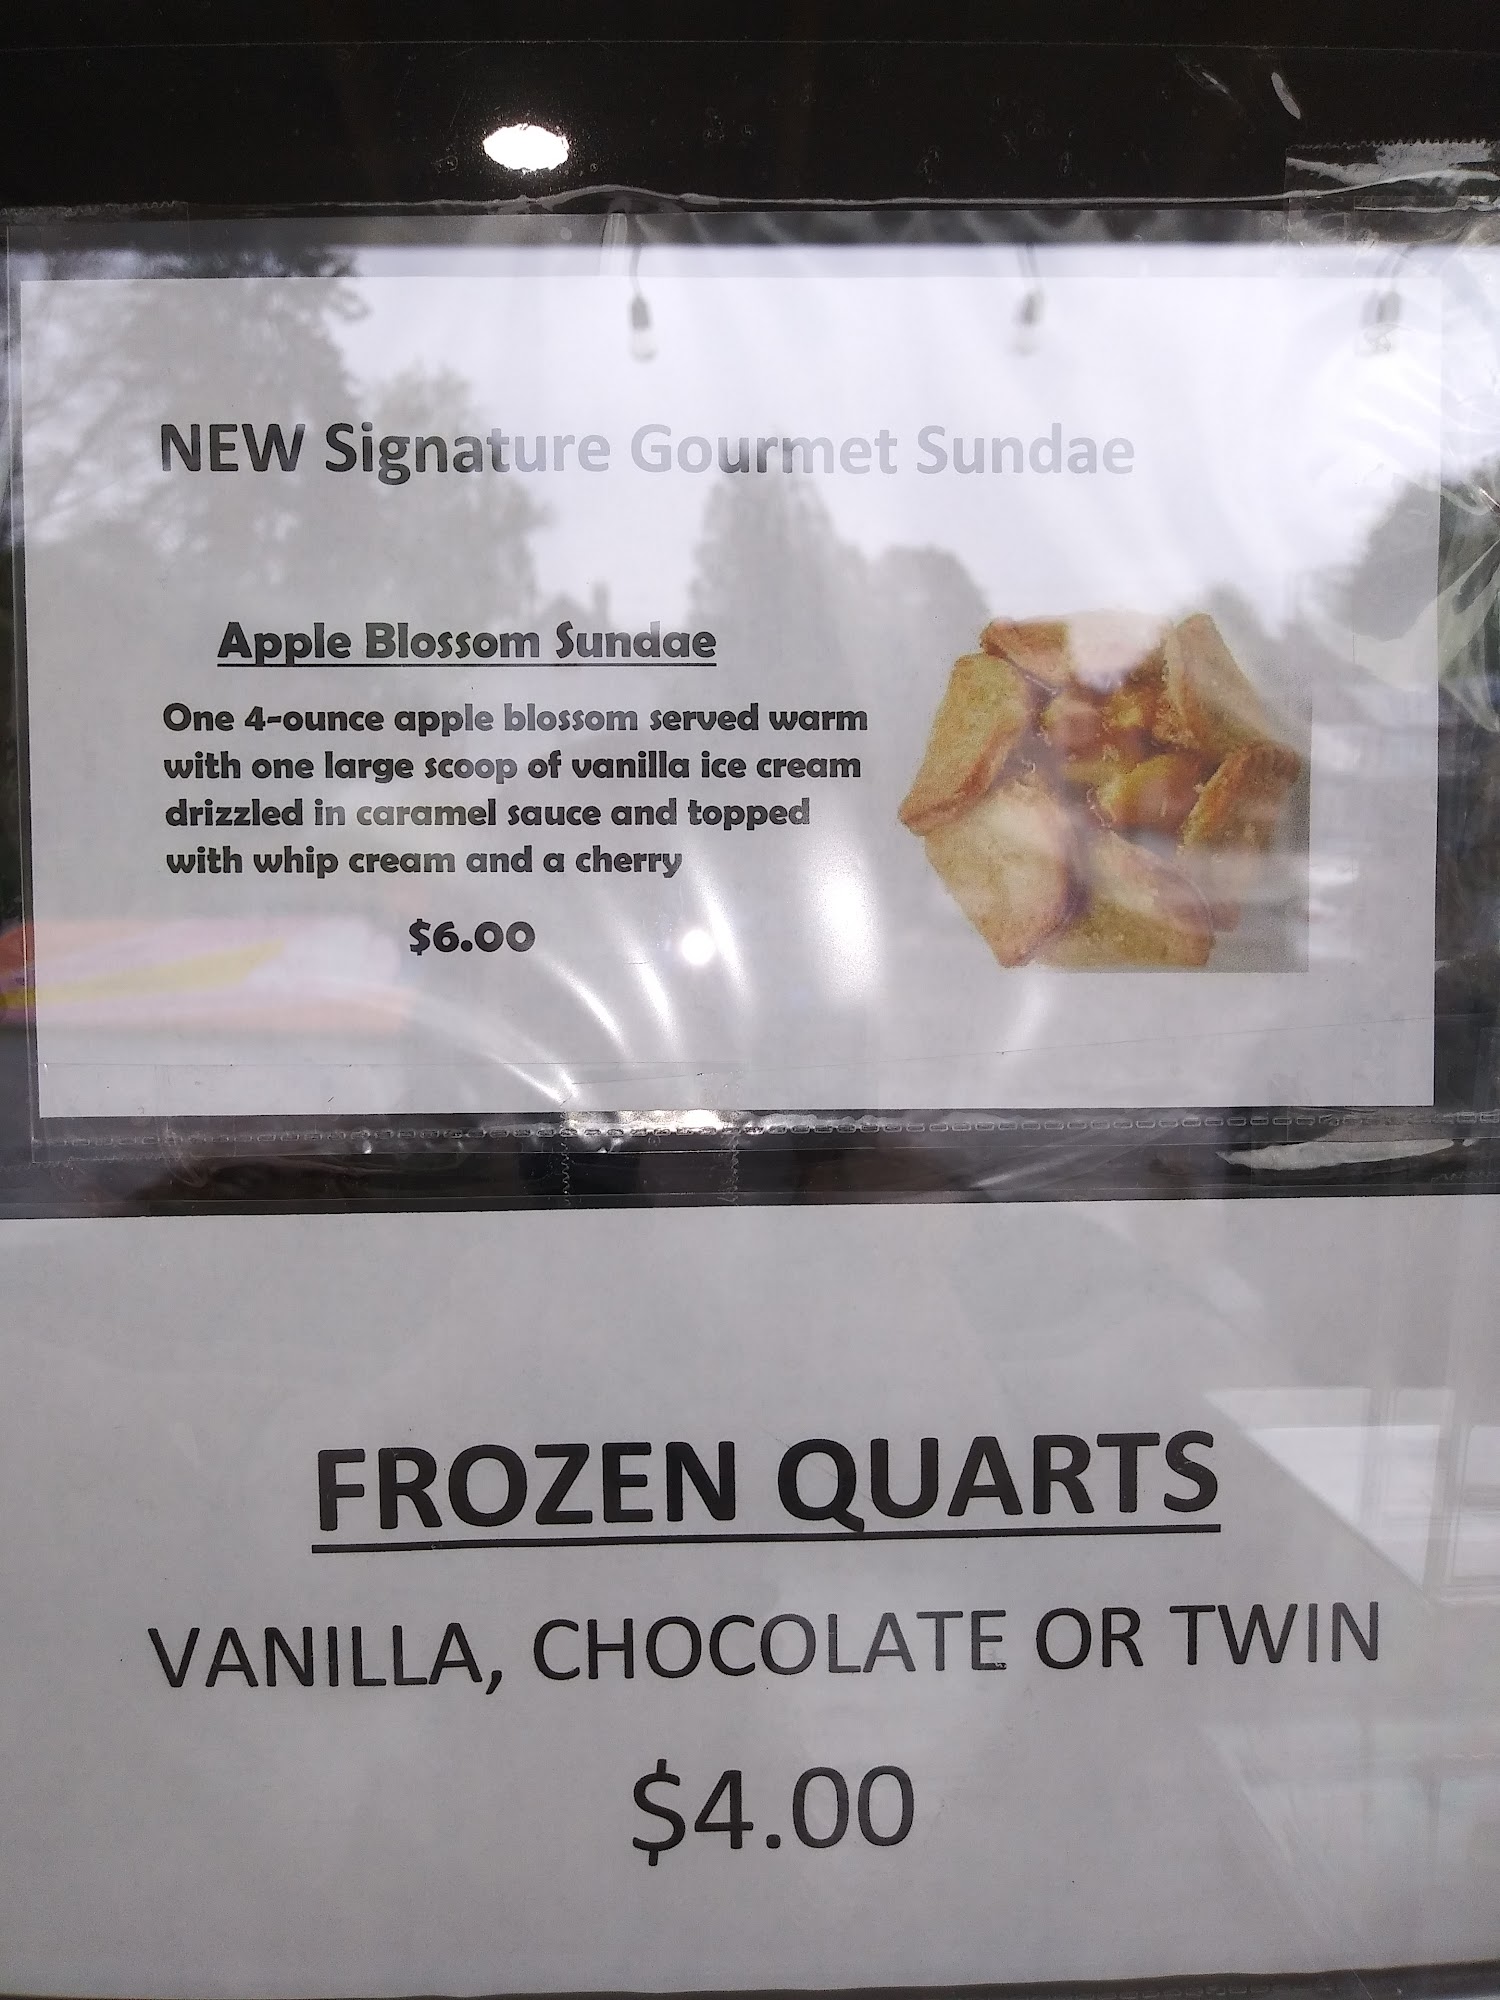 NEW Signature Gourmet Sundae
Apple Blossom Sundae
One 4-ounce apple blossom served warm
with one large scoop of vanilla ice cream
drizzled in caramel sauce and topped
with whip cream and a cherry
$6.00
FROZEN QUARTS
VANILLA, CHOCOLATE OR TWIN
$4.00